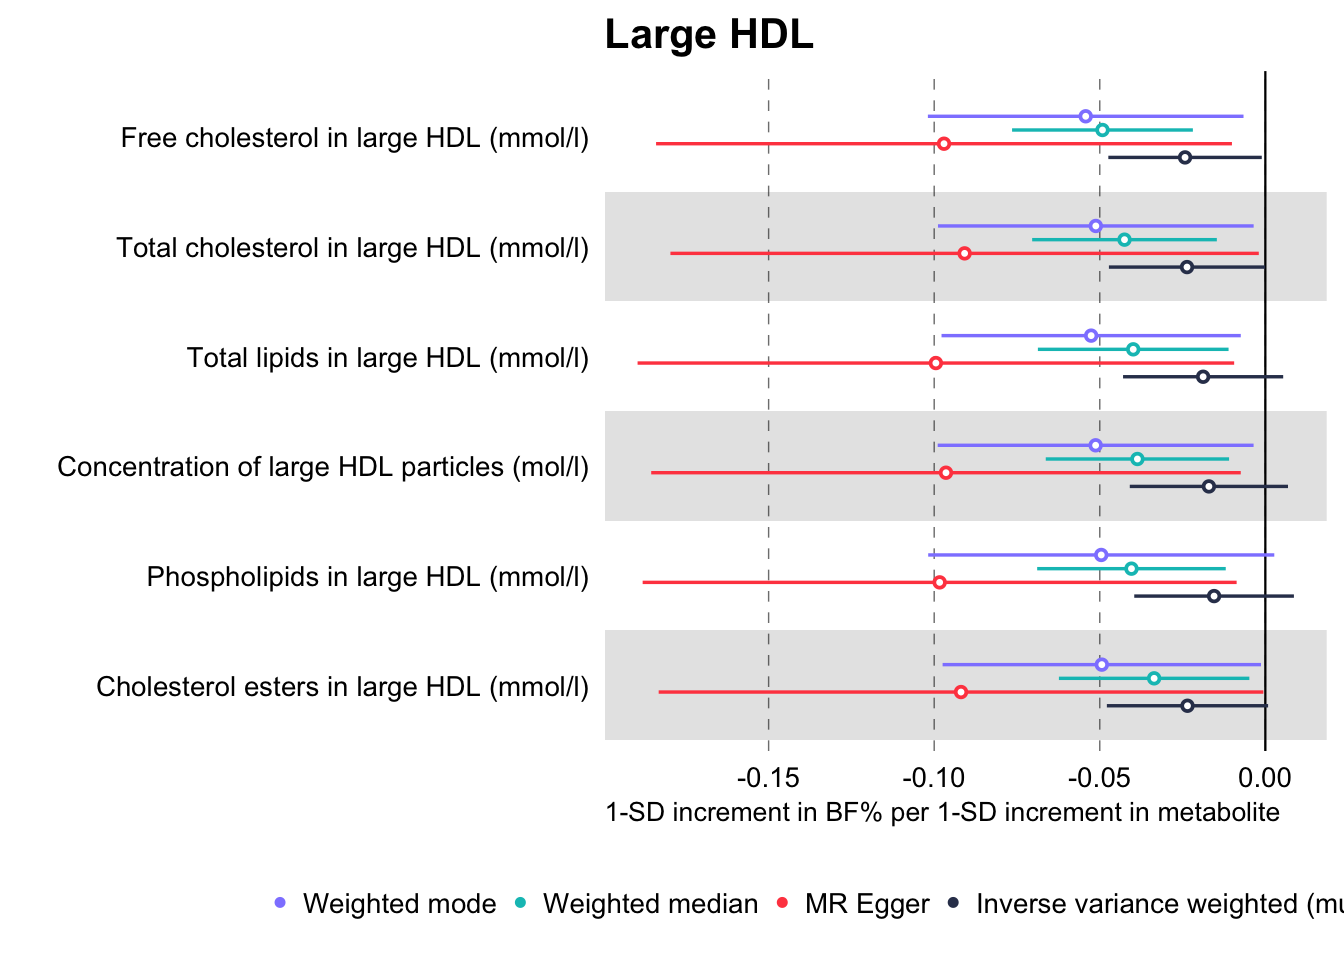 Large HDL
Free cholesterol in large HDL (mmol/l)
Total cholesterol in large HDL (mmol/l)
Total lipids in large HDL (mmol/l)
Concentration of large HDL particles (mol/l)
Phospholipids in large HDL (mmol/l)
Cholesterol esters in large HDL (mmol/l)
-0.15 -0.10 -0.05 0.00
1-SD increment in BF% per 1-SD increment in metabolite
Weighted mode Weighted median MR Egger Inverse variance weighted